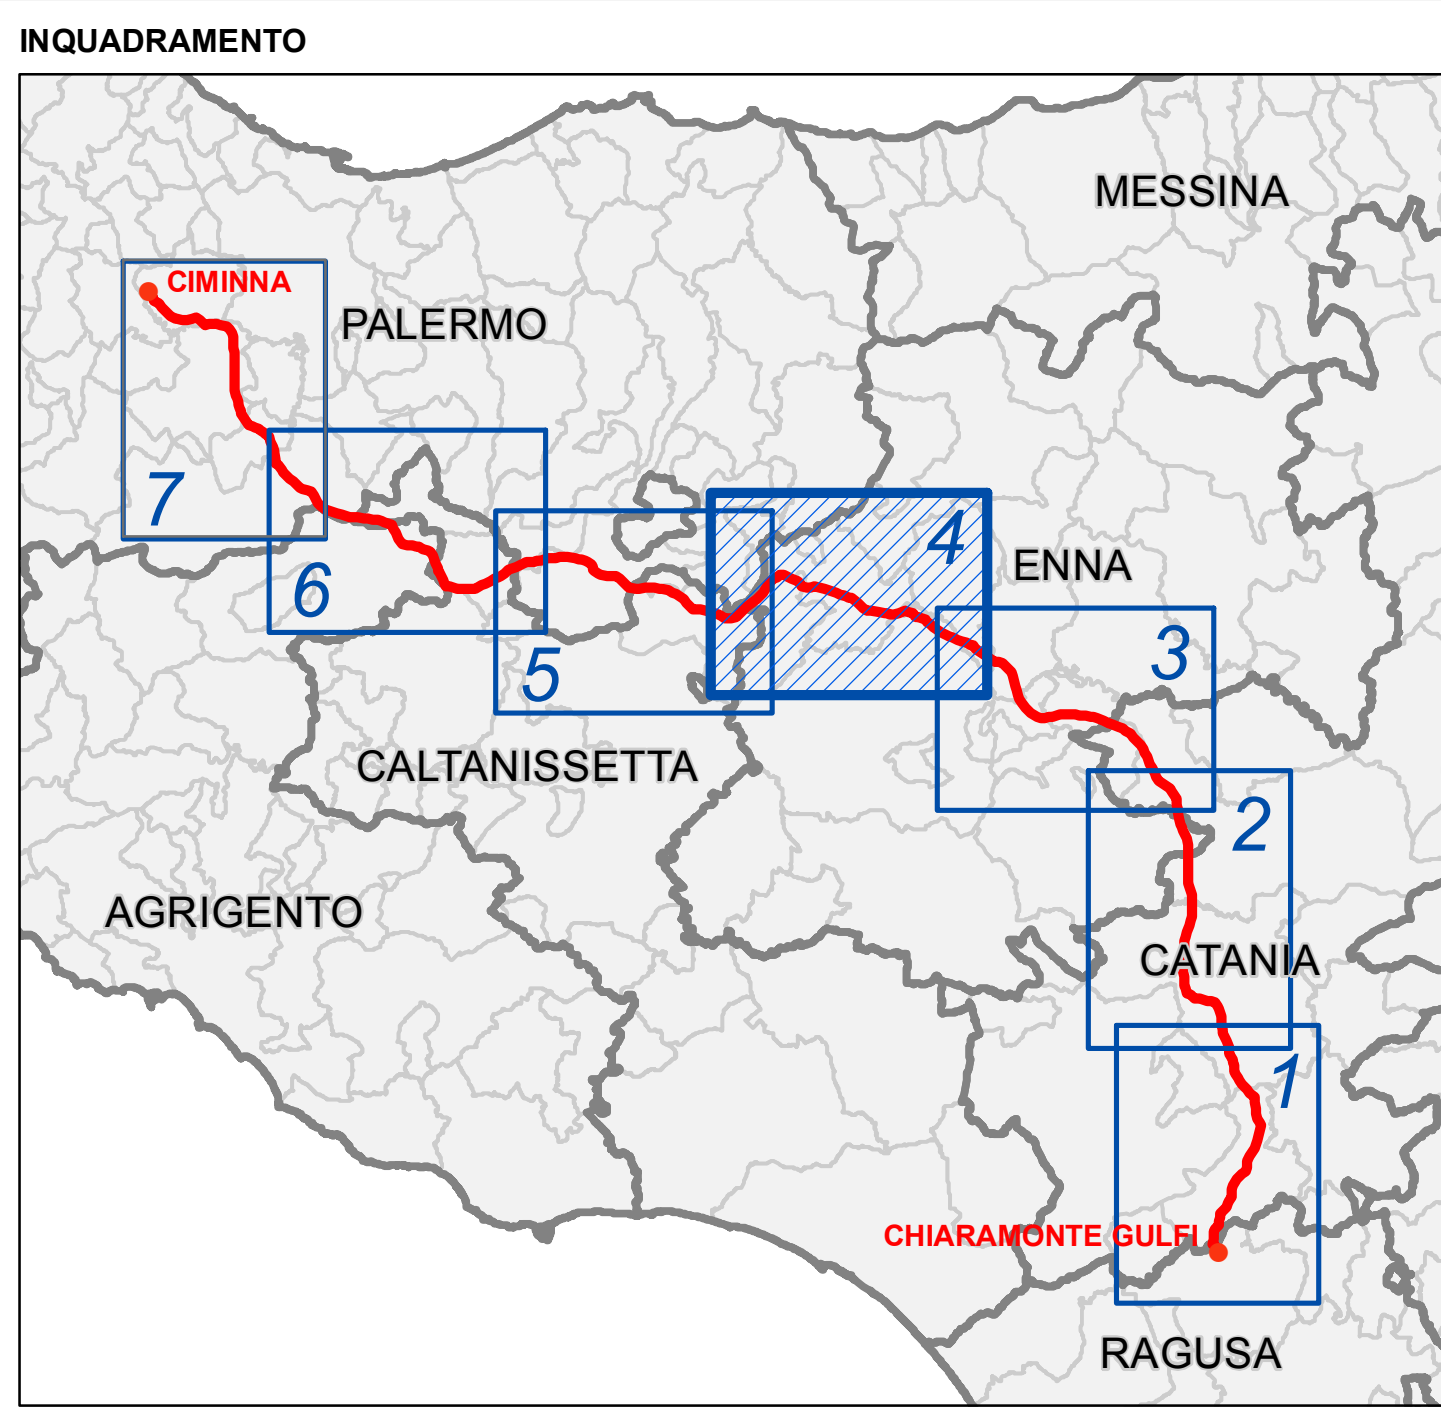 INQUADRAMENTO
MESSINA
CIMINNA
PALERMO
7
4
ENNA
6
3
5
CALTANISSETTA
2
AGRIGENTO
CATANIA
1
CHIARAMONTE GULFI
RAGUSA